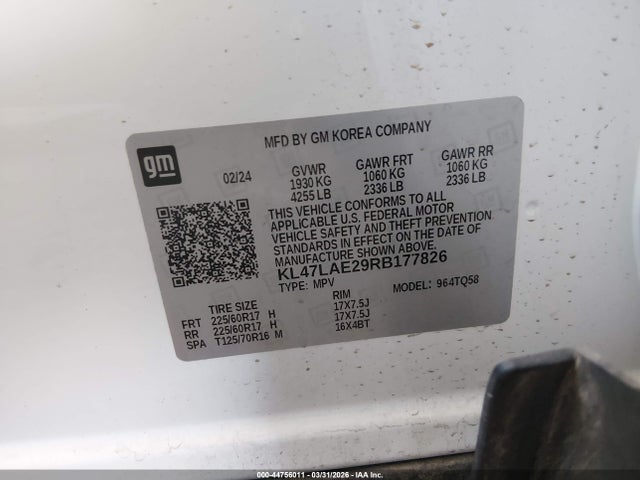 MFD BY GM KOREA COMPANY
gm
02/24
GVWR
1930 KG
4255 LB
GAWR FRT
1060 KG
2336 LB
GAWR RR
1060 KG
2336 LB
THIS VEHICLE CONFORMS TO ALL
APPLICABLE U.S. FEDERAL MOTOR
VEHICLE SAFETY AND THEFT PREVENTION
STANDARDS IN EFFECT ON THE DATE OF
MANUFACTURE SHOWN ABOVE.
KL47LAE29RB177826
TYPE: MPV
MODEL: 964TQ58
TIRE SIZE RIM
FRT 225/60R17 H 17X7.5J
RR 225/60R17 H 17X7.5J
SPA T125/70R16 M 16X4BT
000-44756011 - 03/31/2026 - IAA Inc.